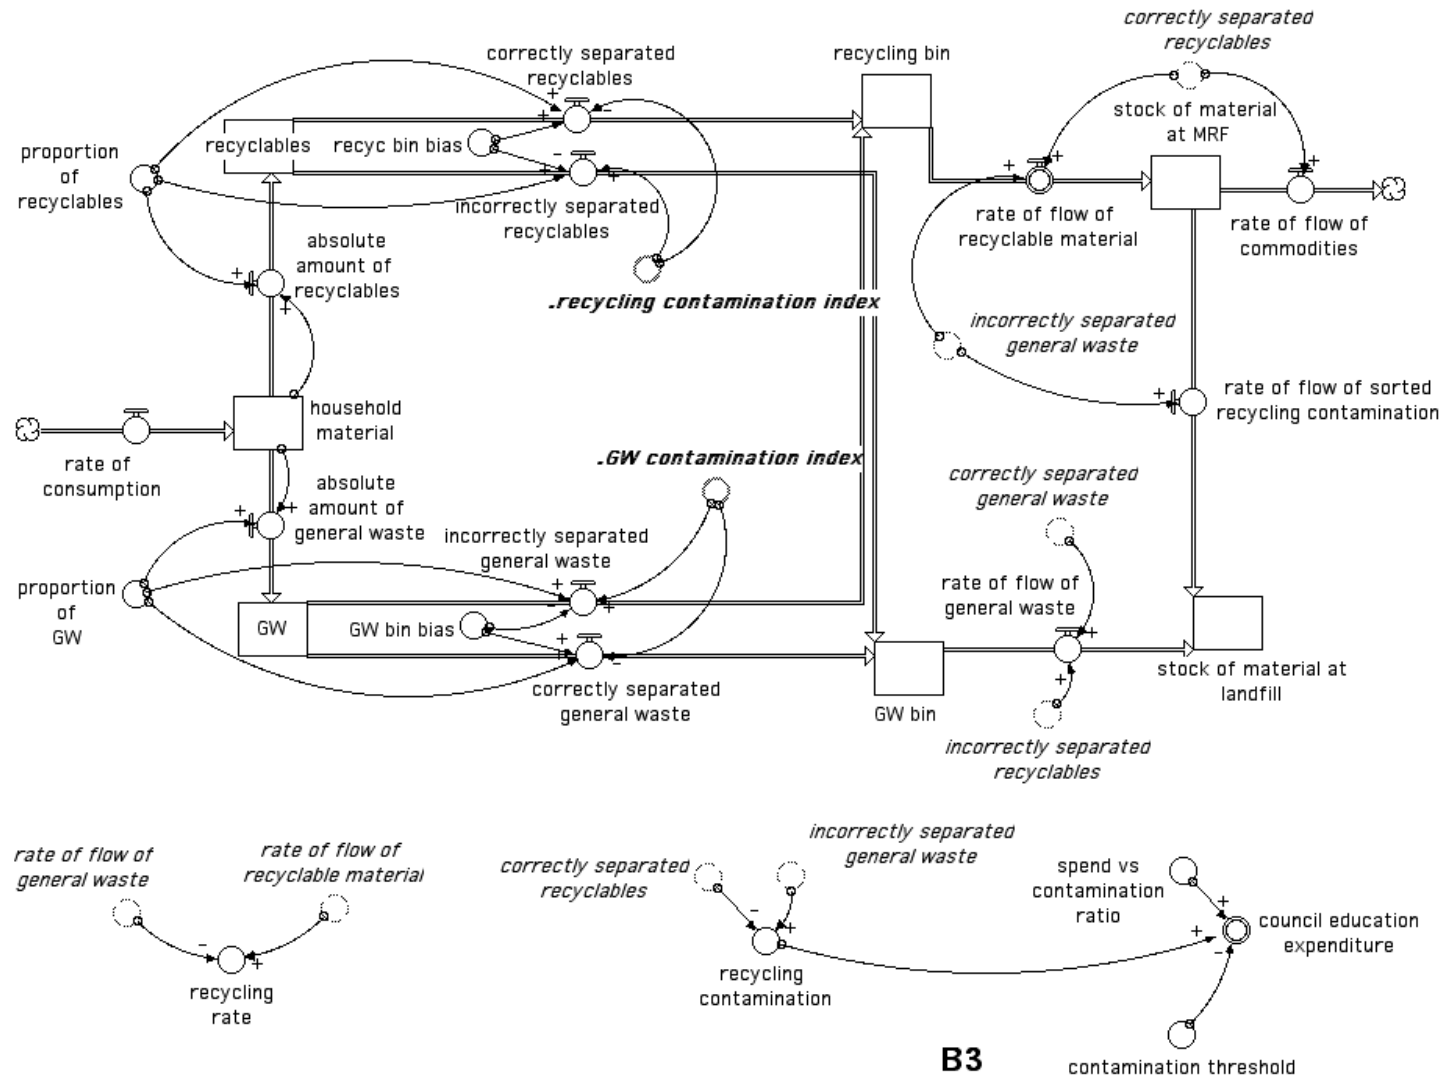 correctly separated
recyclables
correctly separated
recyclables
recycling bin
stock of material
at MRF
proportion
of
recyclables
recyclables
recyc bin bias
incorrectly separated
recyclables
rate of flow of
recyclable material
rate of flow of
commodities
absolute
amount of
recyclables
.recycling contamination index
incorrectly separated
general waste
rate of flow of sorted
recycling contamination
household
material
rate of
consumption
.GW contamination index
correctly separated
general waste
absolute
amount of
general waste
incorrectly separated
general waste
rate of flow of
general waste
proportion
of
GW
GW
GW bin bias
correctly separated
general waste
GW bin
stock of material at
landfill
incorrectly separated
recyclables
rate of flow of
general waste
rate of flow of
recyclable material
recycling
rate
correctly separated
recyclables
incorrectly separated
general waste
recycling
contamination
spend vs
contamination
ratio
council education
expenditure
contamination threshold
B3